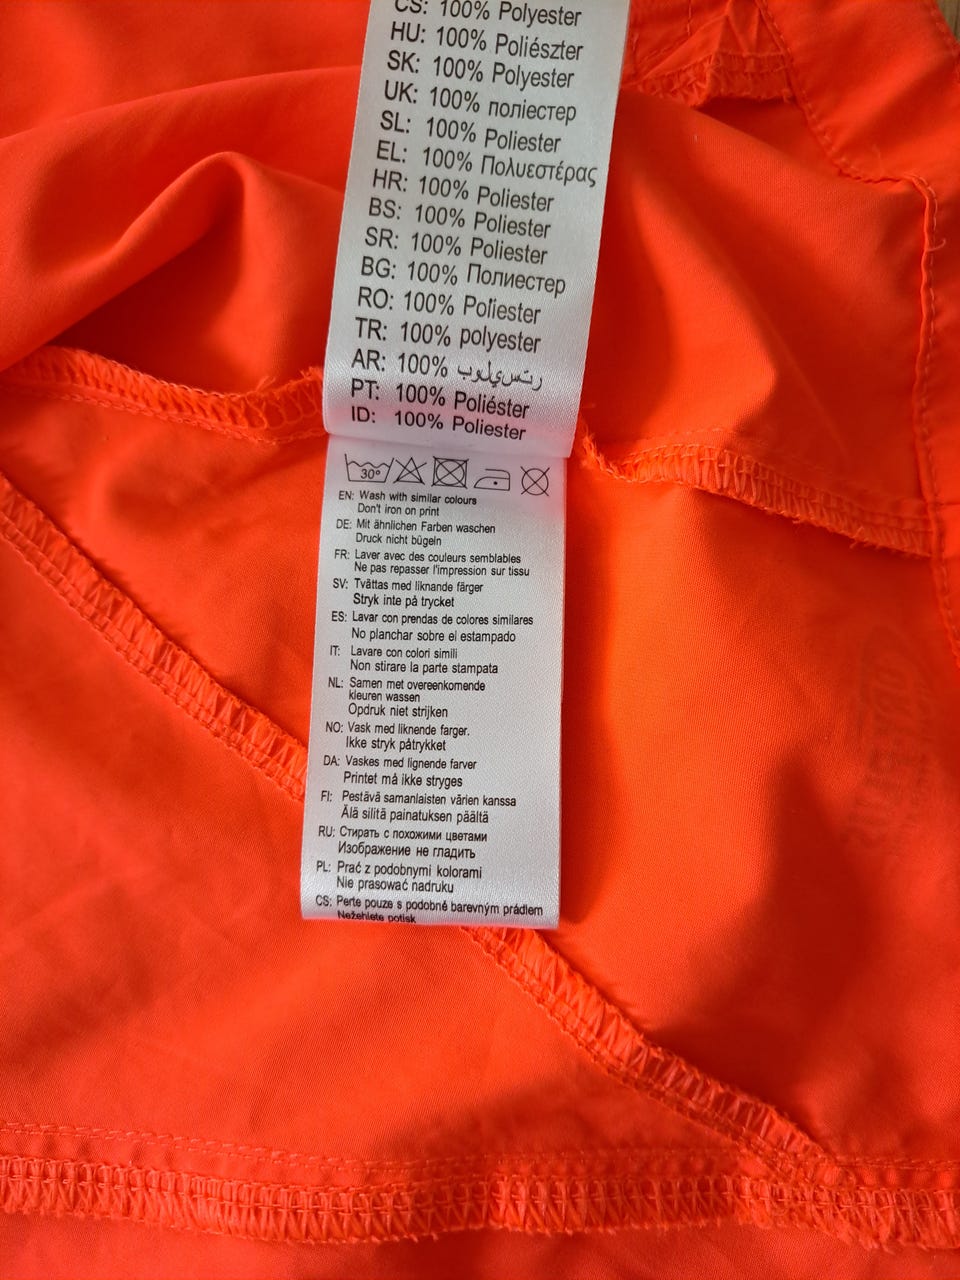 CS: 100% Polyester
HU: 100% Poliészter
SK: 100% Polyester
UK: 100% поліестер
SL: 100% Poliester
EL: 100% Πολυεστέρας
HR: 100% Poliester
BS: 100% Poliester
SR: 100% Poliester
BG: 100% Полиестер
RO: 100% Poliester
TR: 100% polyester
AR: 100% بوليستر
PT: 100% Poliéster
ID: 100% Poliester
30°
EN: Wash with similar colours
Don't iron on print
DE: Mit ähnlichen Farben waschen
Druck nicht bügeln
FR: Laver avec des couleurs semblables
Ne pas repasser l'impression sur tissu
SV: Tvättas med liknande färger
Stryk inte på trycket
ES: Lavar con prendas de colores similares
No planchar sobre el estampado
IT: Lavare con colori simili
Non stirare la parte stampata
NL: Samen met overeenkomende
kleuren wassen
Opdruk niet strijken
NO: Vask med liknende farger.
Ikke stryk påtrykket
DA: Vaskes med lignende farver
Printet må ikke stryges
FI: Pestävä samanlaisten värien kanssa
Älä silitä painatuksen päältä
RU: Стирать с похожими цветами
Изображение не гладить
PL: Prać z podobnymi kolorami
Nie prasować nadruku
CS: Perte pouze s podobně barevným prádlem
Nežehlete potisk